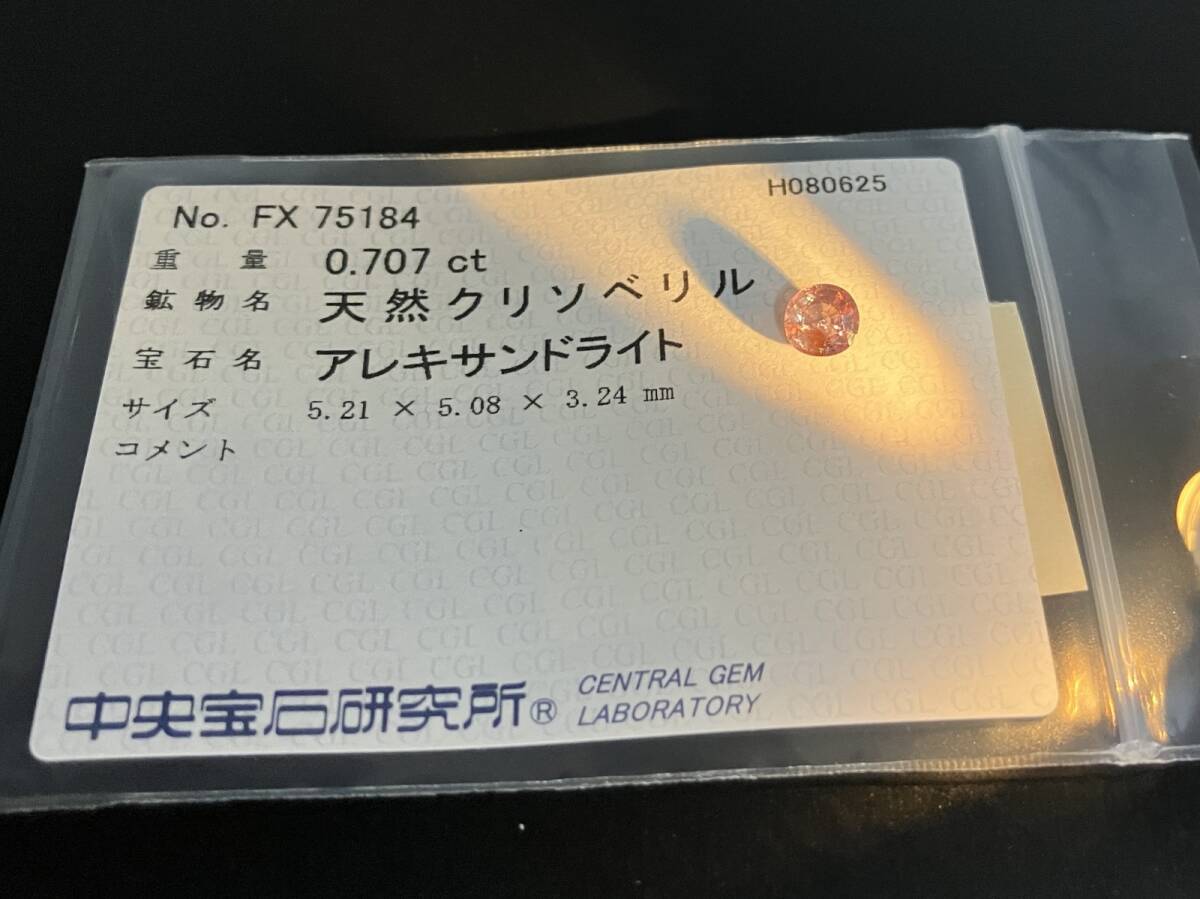 H080625
No. FX 75184
重量 0.707 ct
鉱物名 天然クリソベリル
宝石名 アレキサンドライト
サイズ 5.21 × 5.08 × 3.24 mm
コメント
中央宝石研究所® CENTRAL GEM
LABORATORY